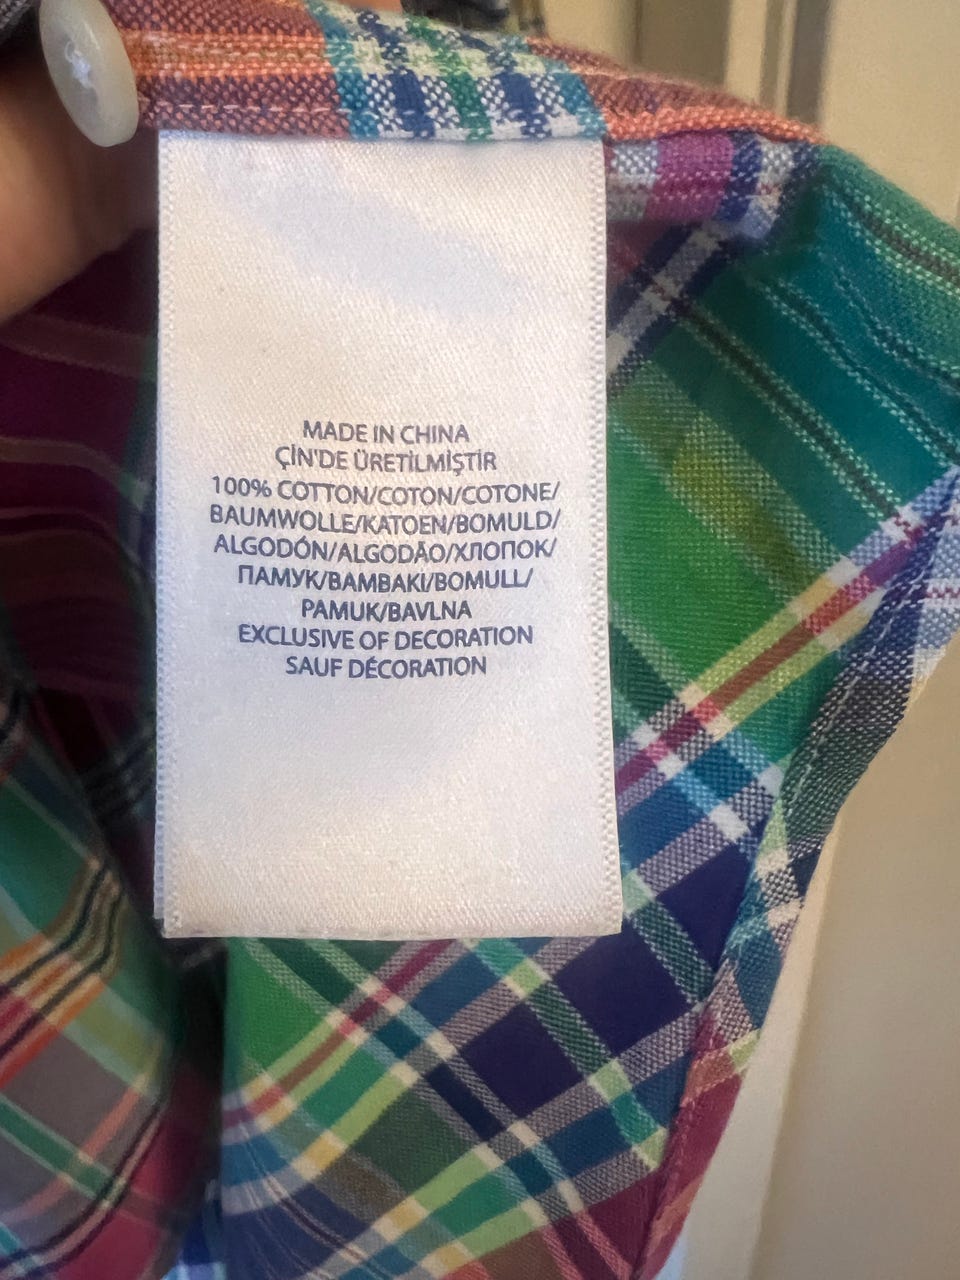 MADE IN CHINA
ÇİN'DE ÜRETİLMİŞTİR
100% COTTON/COTON/COTONE/
BAUMWOLLE/KATOEN/BOMULD/
ALGODÓN/ALGODÃO/ХЛОПОК/
ПАМУК/BAMBAKI/BOMULL/
PAMUK/BAVLNA
EXCLUSIVE OF DECORATION
SAUF DÉCORATION